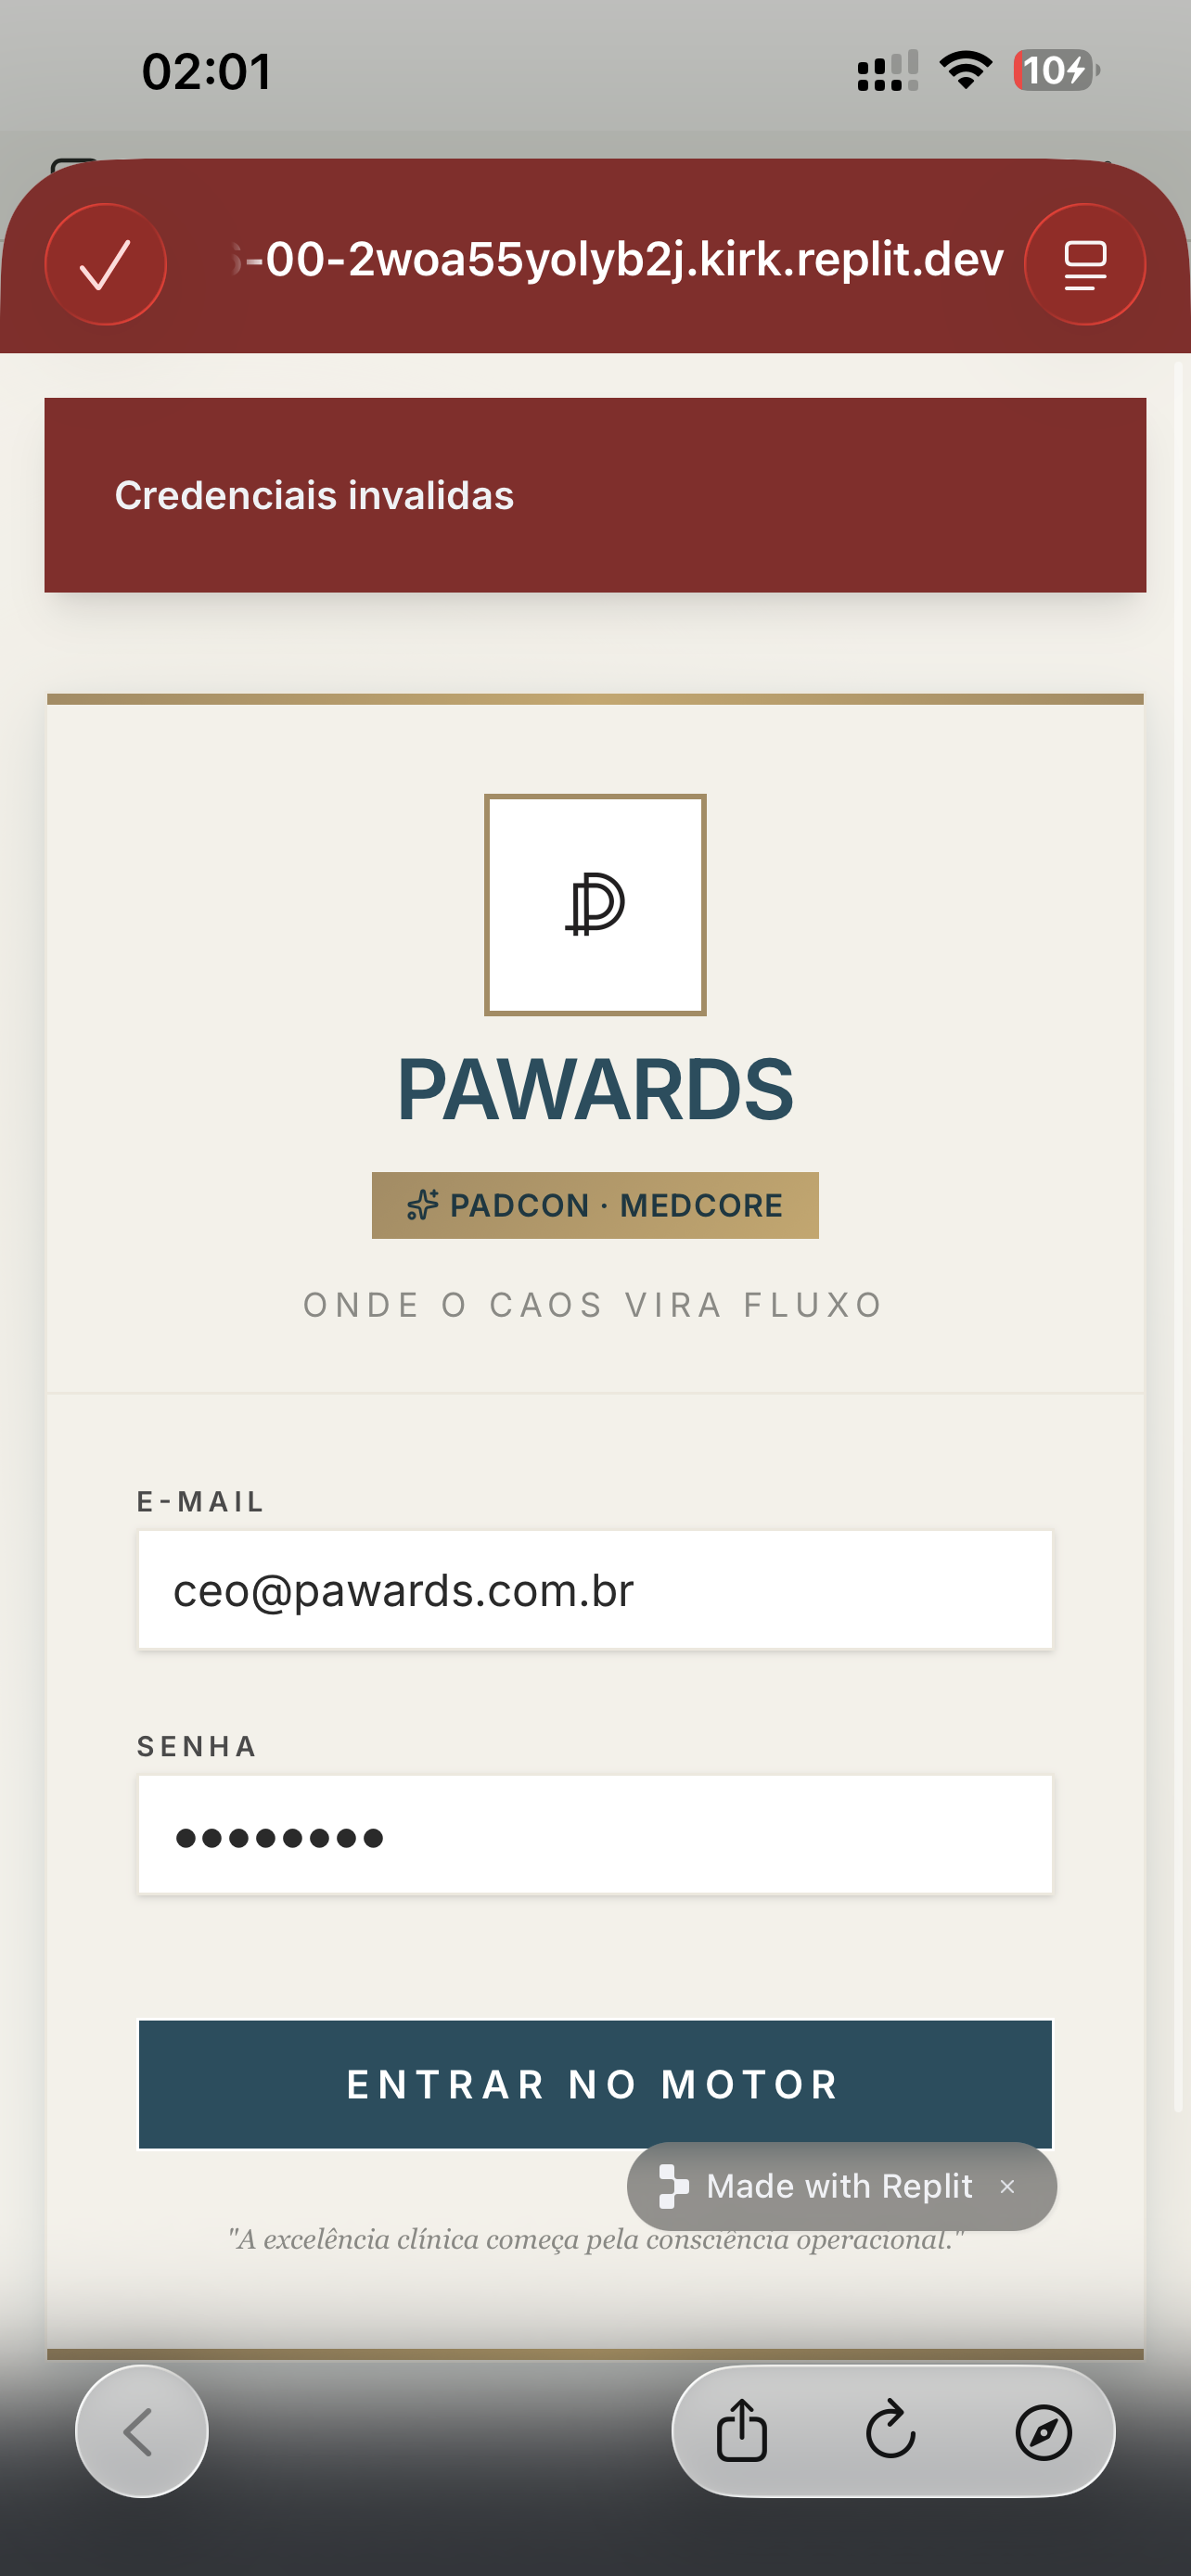 02:01
10
-00-2woa55yolyb2j.kirk.replit.dev
Credenciais invalidas
PAWARDS
PADCON · MEDCORE
ONDE O CAOS VIRA FLUXO
E-MAIL
ceo@pawards.com.br
SENHA
ENTRAR NO MOTOR
Made with Replit ×
"A excelência clínica começa pela consciência operacional."